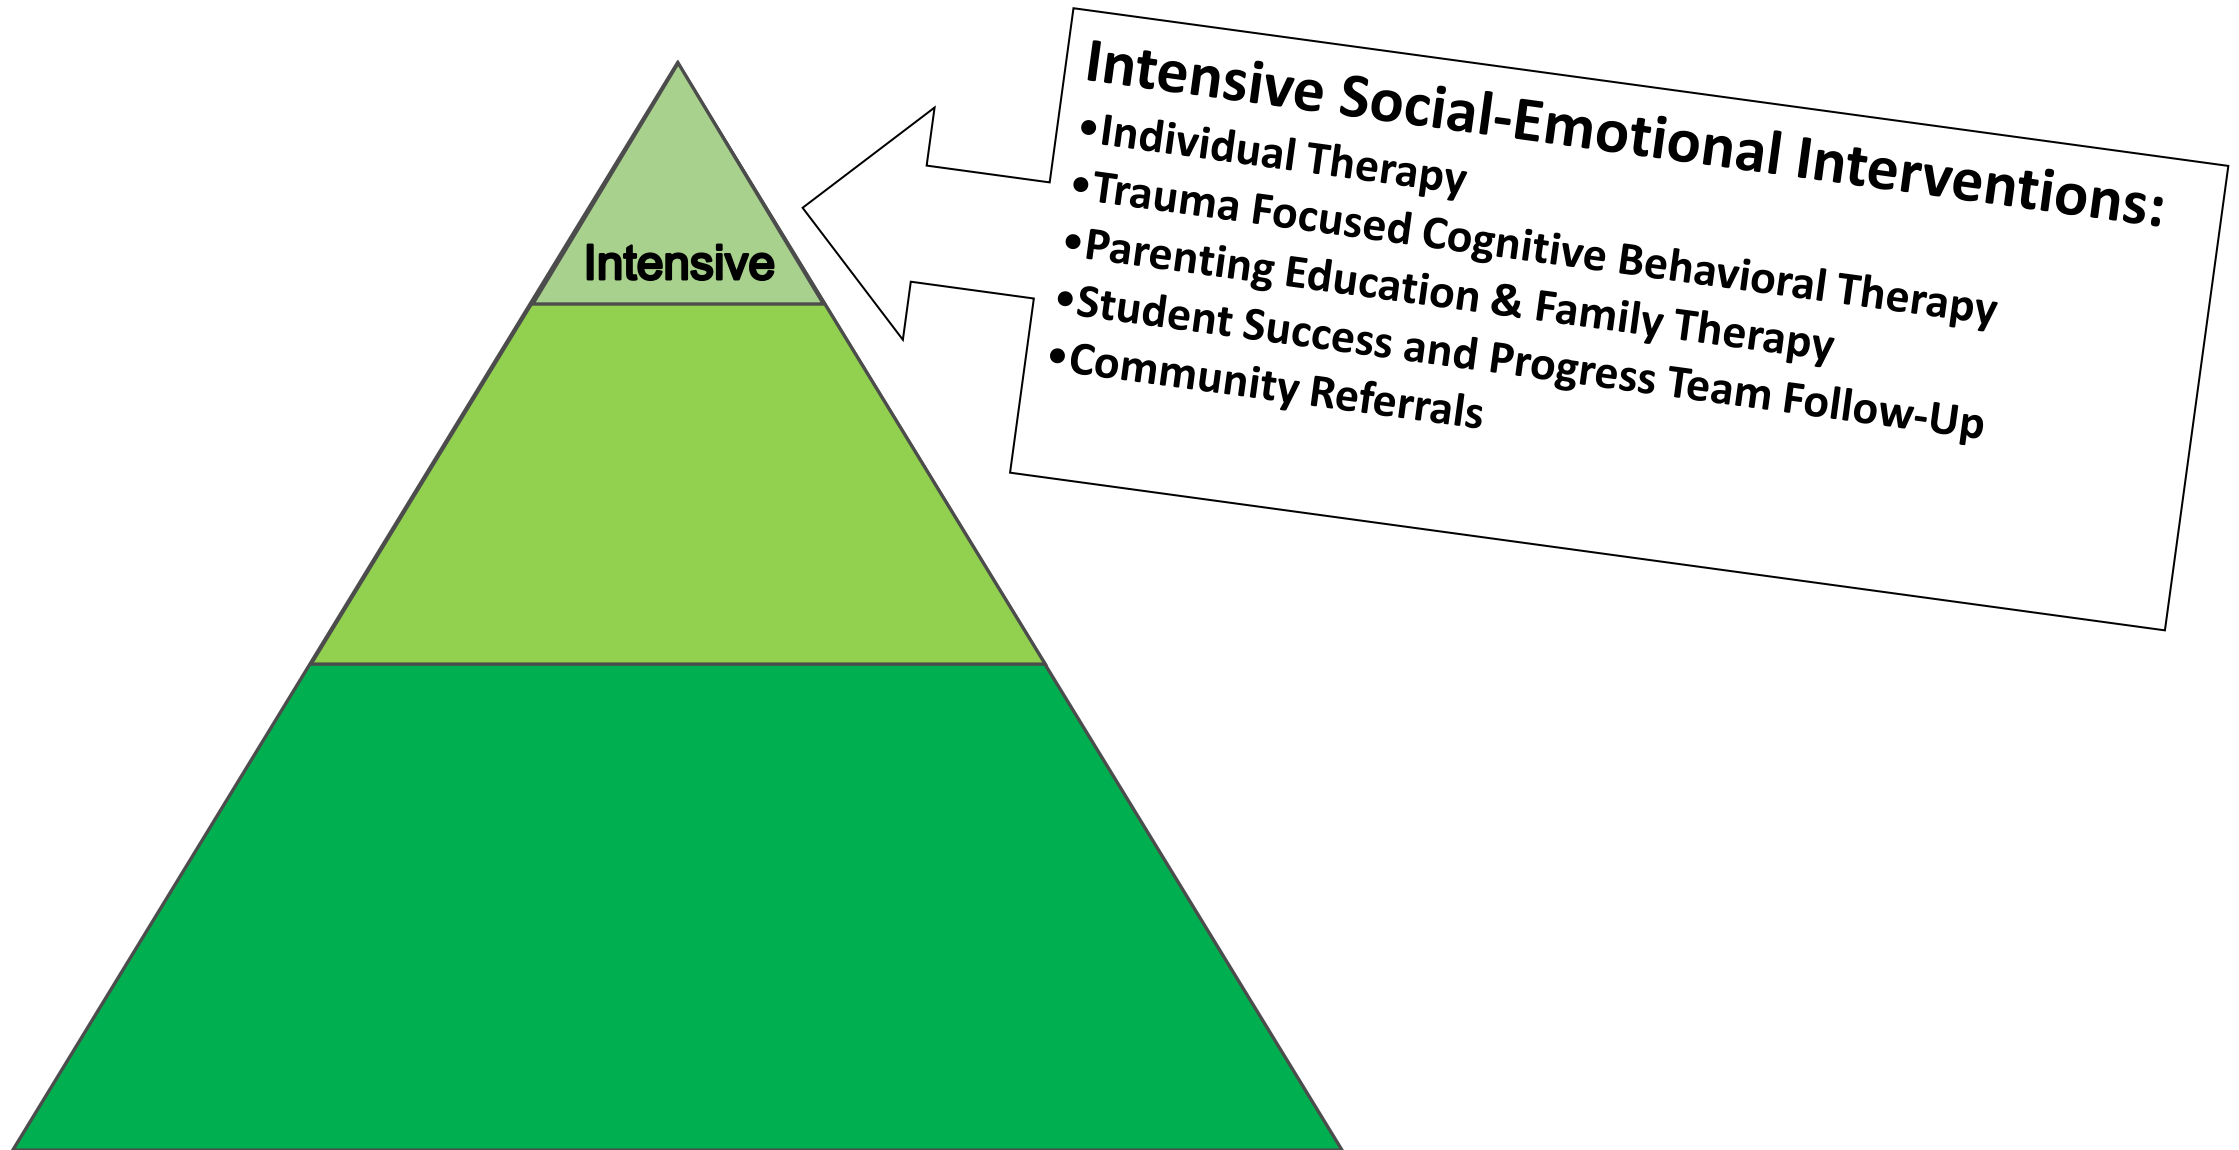 Intensive Social-Emotional Interventions:
•Individual Therapy
•Trauma Focused Cognitive Behavioral Therapy
•Parenting Education & Family Therapy
•Student Success and Progress Team Follow-Up
•Community Referrals
Intensive